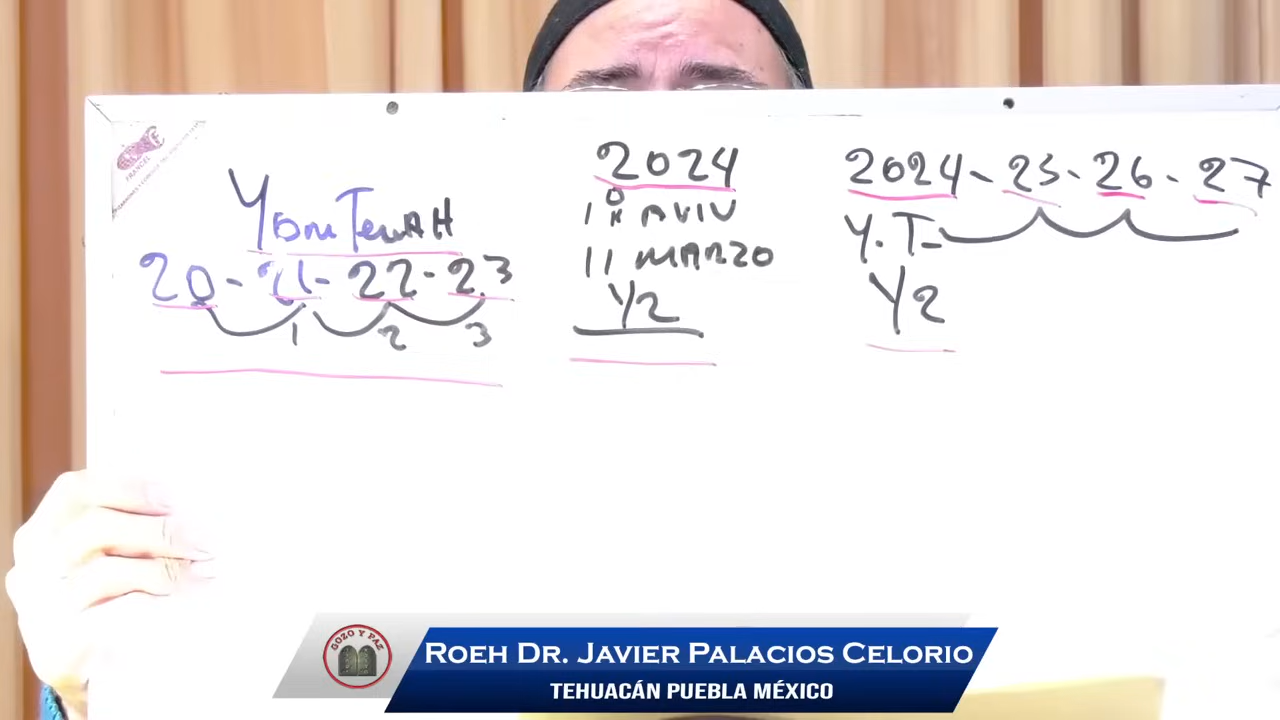 FRANCEL
Yom Teruah
20 - 21 - 22 - 23
1 2 3
2024
1º AVIV
11 MARZO
Y2
2024 - 25 - 26 - 27
Y. T-
Y2
GOZO Y PAZ
ROEH DR. JAVIER PALACIOS CELORIO
TEHUACÁN PUEBLA MÉXICO